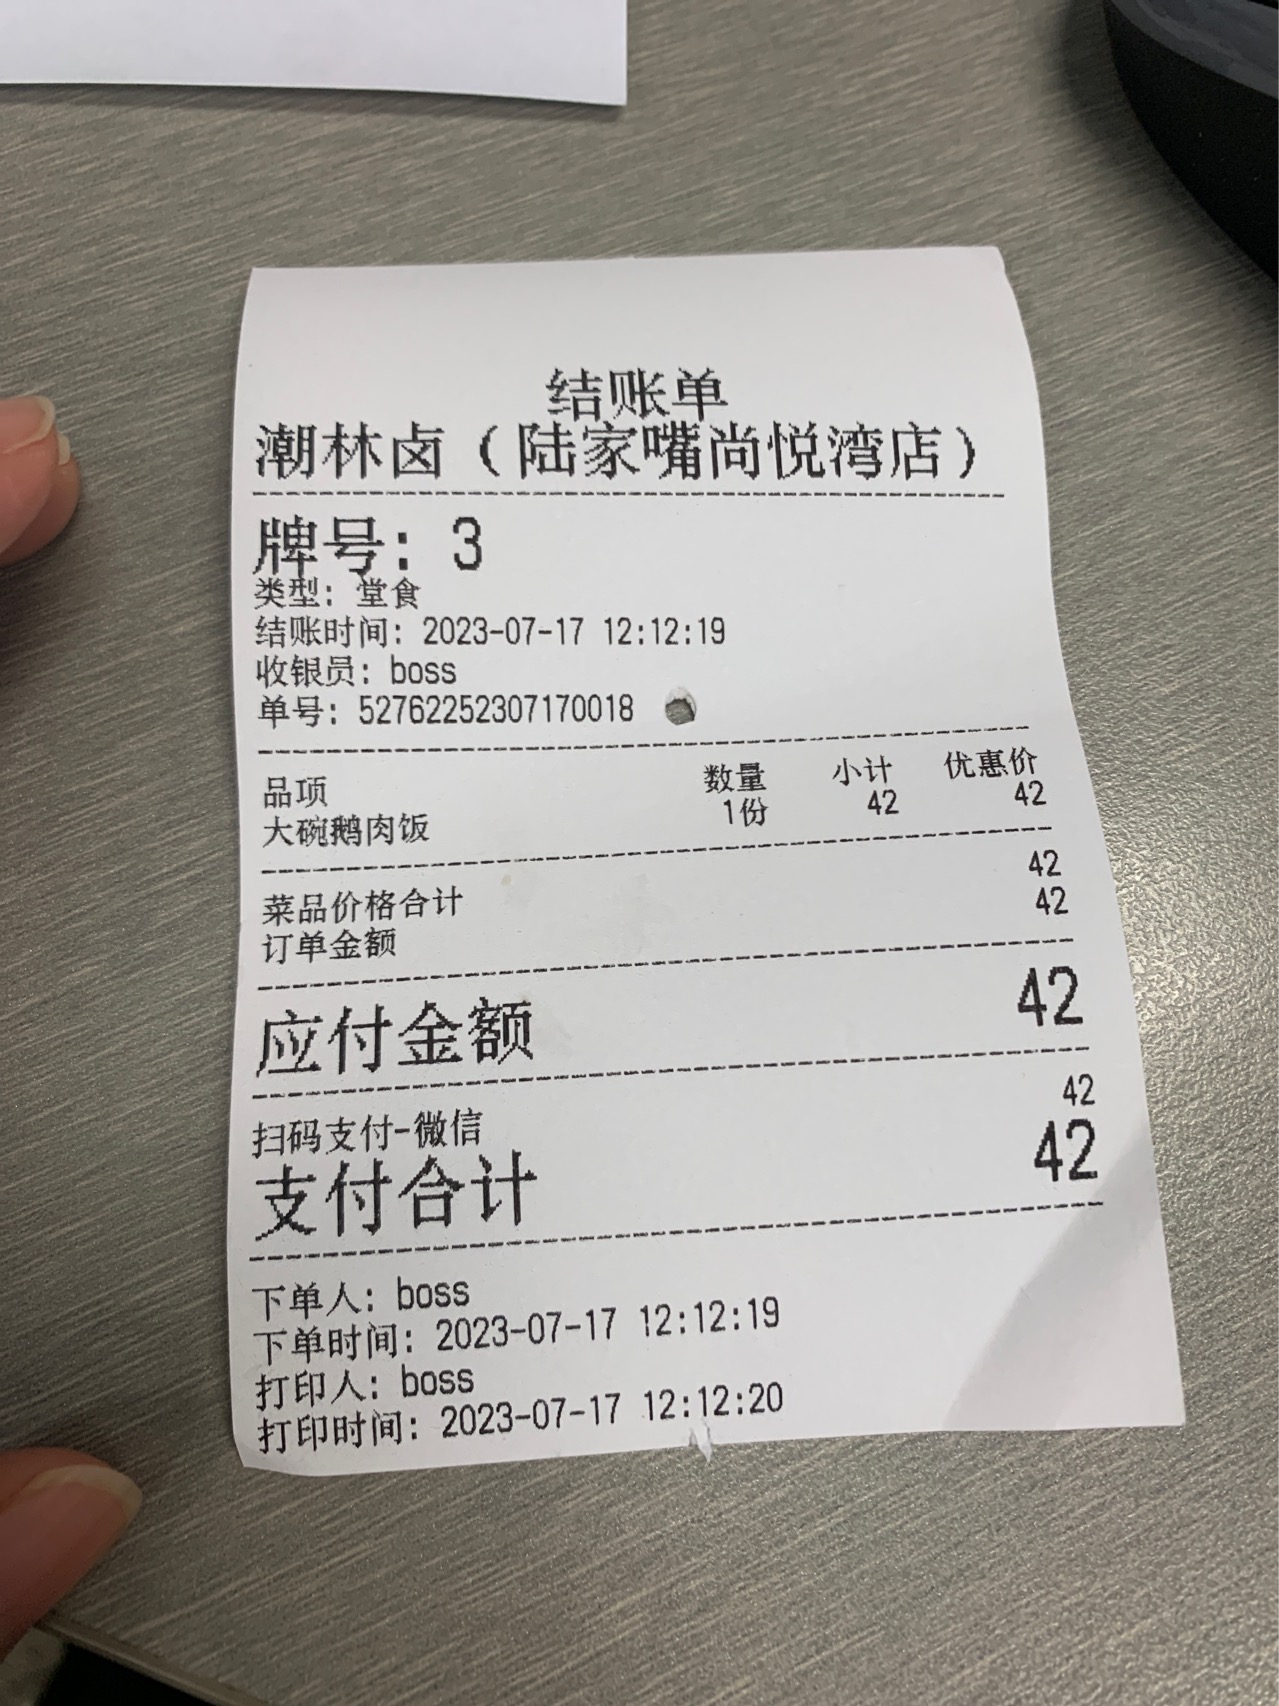 结账单
潮林卤（陆家嘴尚悦湾店）
牌号：3
类型：堂食
结账时间：2023-07-17 12:12:19
收银员：boss
单号：52762252307170018
品项 数量 小计 优惠价
大碗鹅肉饭 1份 42 42
菜品价格合计 42
订单金额 42
应付金额 42
扫码支付-微信 42
支付合计 42
下单人：boss
下单时间：2023-07-17 12:12:19
打印人：boss
打印时间：2023-07-17 12:12:20